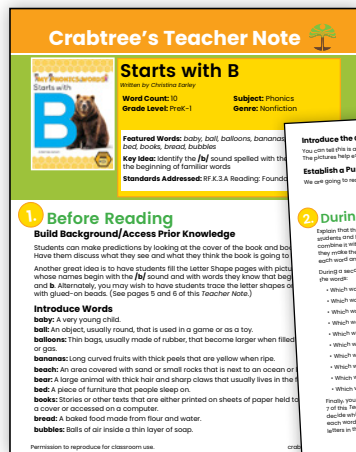 Crabtree's Teacher Note
Starts with B
Written by Christina Earley
Word Count: 10
Subject: Phonics
Grade Level: PreK–1
Genre: Nonfiction
Featured Words: baby, ball, balloons, bananas
bed, books, bread, bubbles
Key Idea: Identify the /b/ sound spelled with the
the beginning of familiar words
Standards Addressed: RF.K.3.A Reading: Founda
MY PHONICS WORDS
Starts with
B
1. Before Reading
Build Background/Access Prior Knowledge
Students can make predictions by looking at the cover of the book and
Have them discuss what they see and what they think the book is going to
Another great idea is to have students fill the Letter Shape pages with
whose names begin with the /b/ sound and with words they know that
and b. Alternately, you may wish to have students trace the letter shapes
with glued-on beads. (See pages 5 and 6 of this Teacher Note.)
Introduce Words
baby: A very young child.
ball: An object, usually round, that is used in a game or as a toy.
balloons: Thin bags, usually made of rubber, that become larger when filled
or gas.
bananas: Long curved fruits with thick peels that are yellow when ripe.
beach: An area covered with sand or small rocks that is next to an ocean or
bear: A large animal with thick hair and sharp claws that usually lives in the
bed: A piece of furniture that people sleep on.
books: Stories or other texts that are either printed on sheets of paper held
a cover or accessed on a computer.
bread: A baked food made from flour and water.
bubbles: Balls of air inside a thin layer of soap.
Permission to reproduce for classroom use.
crab
Introduce the
You can tell this is a
The pictures help
Establish a Pu
We are going to
2. Durin
Explain that
students and
combine it
they make the
each word
During a
the words:
• Which
• Which
• Which
• Which
• Which
• Which
• Which
• Which
• Which
Finally, you
7 of this
decide
each word
letters in